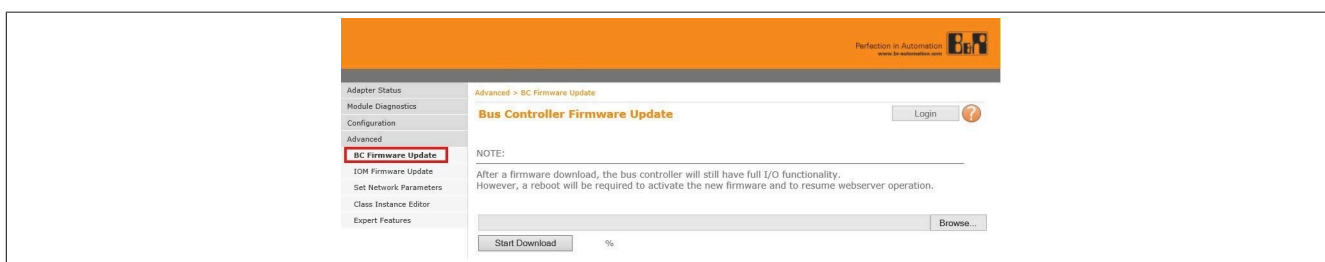 Perfection in Automation
www.br-automation.com
B&R
Adapter Status
Module Diagnostics
Configuration
Advanced
BC Firmware Update
IOM Firmware Update
Set Network Parameters
Class Instance Editor
Expert Features
Advanced > BC Firmware Update
Bus Controller Firmware Update
Login
?
NOTE:
After a firmware download, the bus controller will still have full I/O functionality.
However, a reboot will be required to activate the new firmware and to resume webserver operation.
Browse...
Start Download
%